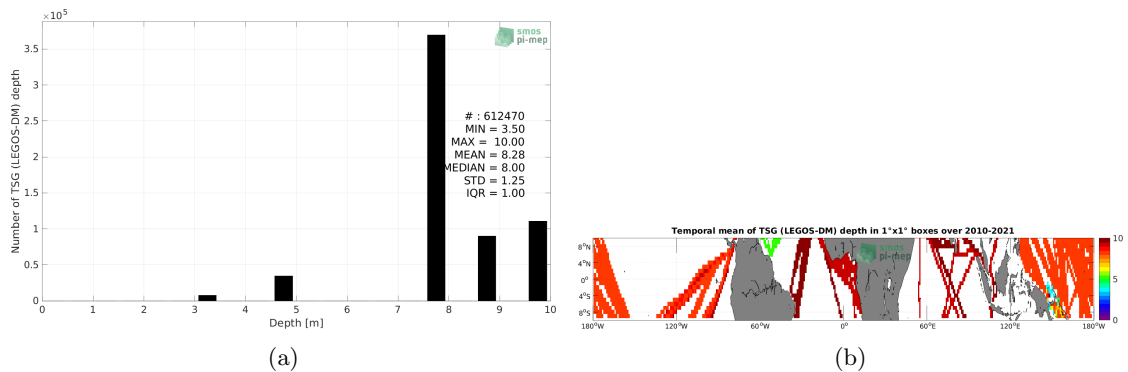 ×10⁵
smos
pi-mep
3.5
3
2.5
2
1.5
1
0.5
0
Number of TSG (LEGOS-DM) depth
# : 612470
MIN = 3.50
MAX = 10.00
MEAN = 8.28
MEDIAN = 8.00
STD = 1.25
IQR = 1.00
0 1 2 3 4 5 6 7 8 9 10
Depth [m]
(a)
Temporal mean of TSG (LEGOS-DM) depth in 1°x1° boxes over 2010-2021
smos
pi-mep
8°N
4°N
0°
4°S
8°S
180°W 120°W 60°W 0° 60°E 120°E 180°W
10
5
0
(b)